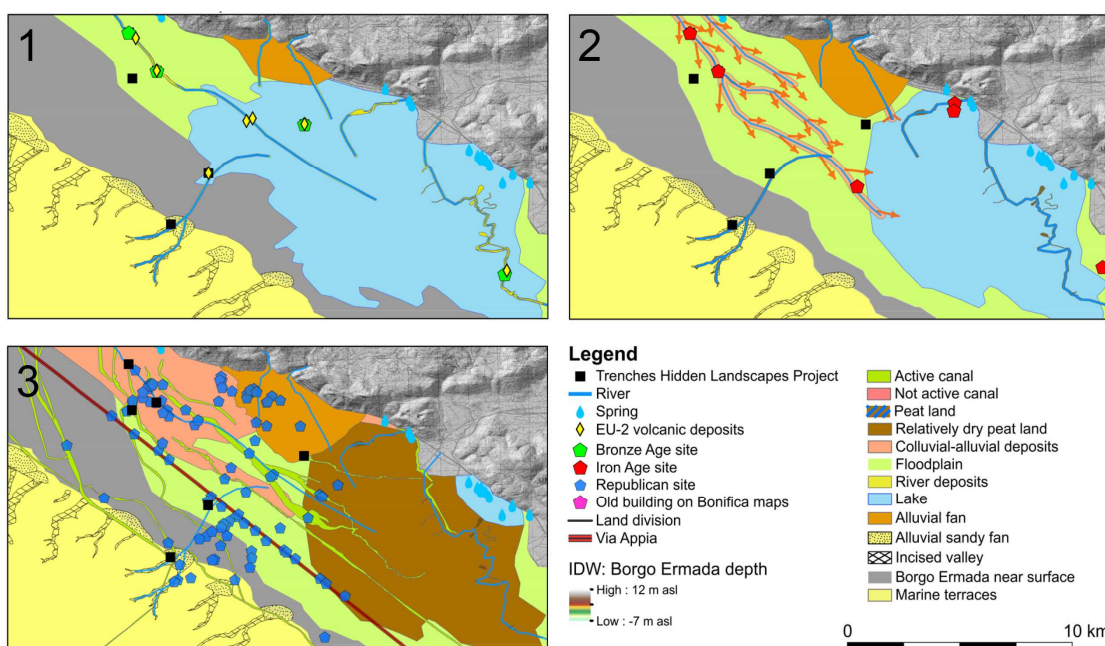 1
2
3
Legend
Trenches Hidden Landscapes Project
River
Spring
EU-2 volcanic deposits
Bronze Age site
Iron Age site
Republican site
Old building on Bonifica maps
Land division
Via Appia
IDW: Borgo Ermada depth
High : 12 m asl
Low : -7 m asl
Active canal
Not active canal
Peat land
Relatively dry peat land
Colluvial-alluvial deposits
Floodplain
River deposits
Lake
Alluvial fan
Alluvial sandy fan
Incised valley
Borgo Ermada near surface
Marine terraces
0 10 km